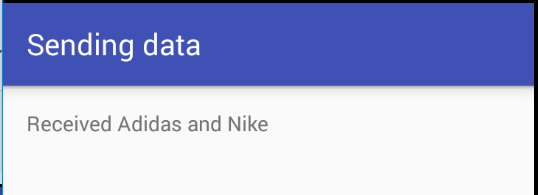 Sending data
Received Adidas and Nike